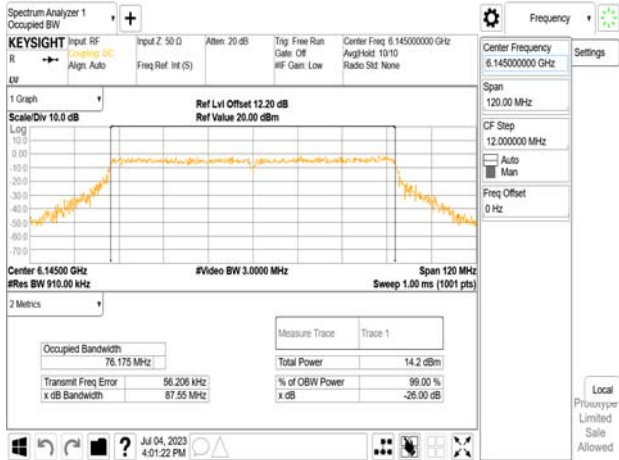 Spectrum Analyzer 1
Occupied BW
KEYSIGHT
R
LXI
Input: RF
Coupling: DC
Align: Auto
Input Z: 50 Ω
Freq Ref: Int (S)
Atten: 20 dB
Trig: Free Run
Gate: Off
#IF Gain: Low
Center Freq: 6.145000000 GHz
Avg|Hold: 10/10
Radio Std: None
1 Graph
Scale/Div 10.0 dB
Ref Lvl Offset 12.20 dB
Ref Value 20.00 dBm
Log
10.0
0.00
-10.0
-20.0
-30.0
-40.0
-50.0
-60.0
-70.0
Center 6.14500 GHz
#Res BW 910.00 kHz
#Video BW 3.0000 MHz
Span 120 MHz
Sweep 1.00 ms (1001 pts)
2 Metrics
Measure Trace Trace 1
Occupied Bandwidth
76.175 MHz
Total Power 14.2 dBm
Transmit Freq Error 56.206 kHz
% of OBW Power 99.00 %
x dB Bandwidth 87.55 MHz
x dB -26.00 dB
?
Jul 04, 2023
4:01:22 PM
Frequency
Center Frequency
6.145000000 GHz
Settings
Span
120.00 MHz
CF Step
12.000000 MHz
Auto
Man
Freq Offset
0 Hz
Local
Prototype
Limited
Sale
Allowed